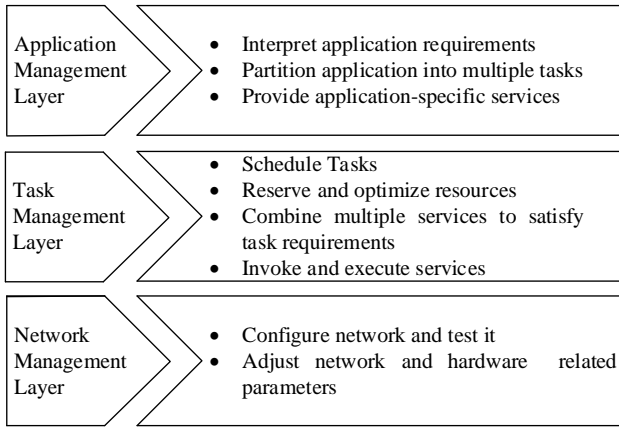 Application
Management
Layer
• Interpret application requirements
• Partition application into multiple tasks
• Provide application-specific services
Task
Management
Layer
• Schedule Tasks
• Reserve and optimize resources
• Combine multiple services to satisfy
task requirements
• Invoke and execute services
Network
Management
Layer
• Configure network and test it
• Adjust network and hardware related
parameters